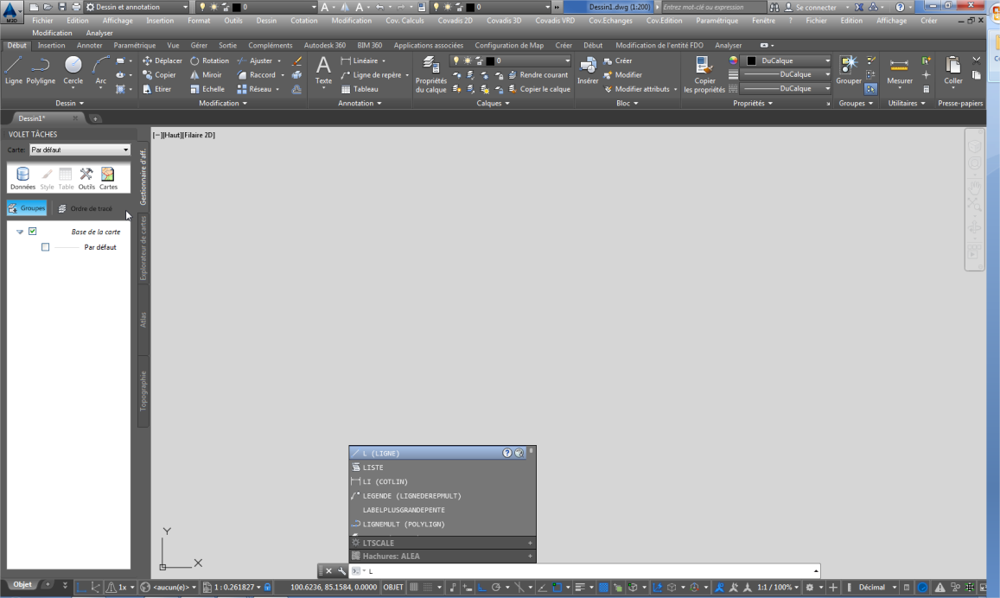 Dessin et annotation 0 A A 0 Dessin1.dwg (1:200) Entrez mot-clé ou expression Se connecter
M3D Fichier Edition Affichage Insertion Format Outils Dessin Cotation Modification Cov. Calculs Covadis 2D Covadis 3D Covadis VRD Cov.Echanges Cov.Edition Paramétrique Fenêtre ? Fichier Edition Affichage Créer
Modification Analyser
Début Insertion Annoter Paramétrique Vue Gérer Sortie Compléments Autodesk 360 BIM 360 Applications associées Configuration de Map Créer Début Modification de l'entité FDO Analyser
Déplacer Rotation Ajuster Linéaire 0 Créer DuCalque
Ligne Polyligne Cercle Arc Copier Miroir Raccord Texte Ligne de repère Propriétés du calque Rendre courant Insérer Modifier Copier les propriétés DuCalque Grouper Mesurer Coller
Etirer Echelle Réseau Tableau Copier le calque Modifier attributs DuCalque
Dessin Modification Annotation Calques Bloc Propriétés Groupes Utilitaires Presse-papiers
Dessin1*
VOLET TÂCHES
[−][Haut][Filaire 2D]
Carte: Par défaut
Données Style Table Outils Cartes
Groupes Ordre de tracé
Base de la carte
Par défaut
Gestionnaire d'aff.
Explorateur de cartes
Atlas
Topographie
L (LIGNE)
LISTE
LI (COTLIN)
LEGENDE (LIGNEDEREPMULT)
LABELPLUSGRANDEPENTE
LIGNEMULT (POLYLIGN)
LTSCALE +
Hachures: ALEA +
Y
X
L
Objet + 1x <aucun(e)> 1 : 0.261827 100.6236, 85.1584, 0.0000 OBJET 1:1 / 100% Décimal